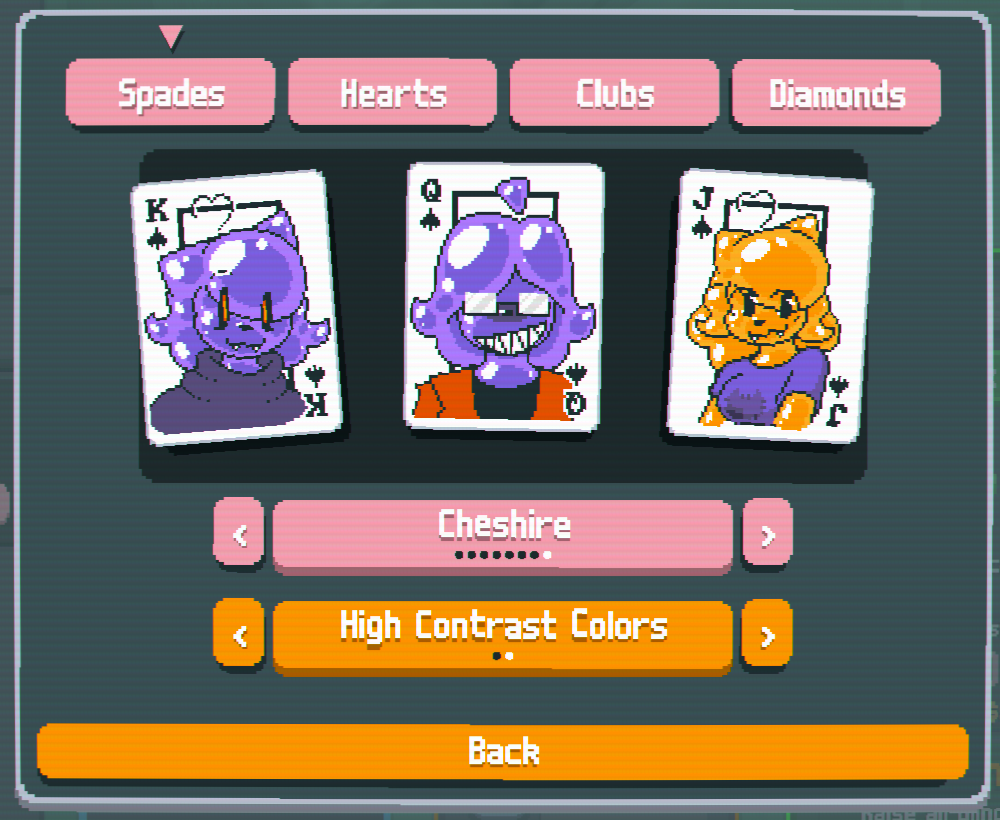 Spades
Hearts
Clubs
Diamonds
K
Q
J
K
Q
J
<
Cheshire
>
<
High Contrast Colors
>
Back